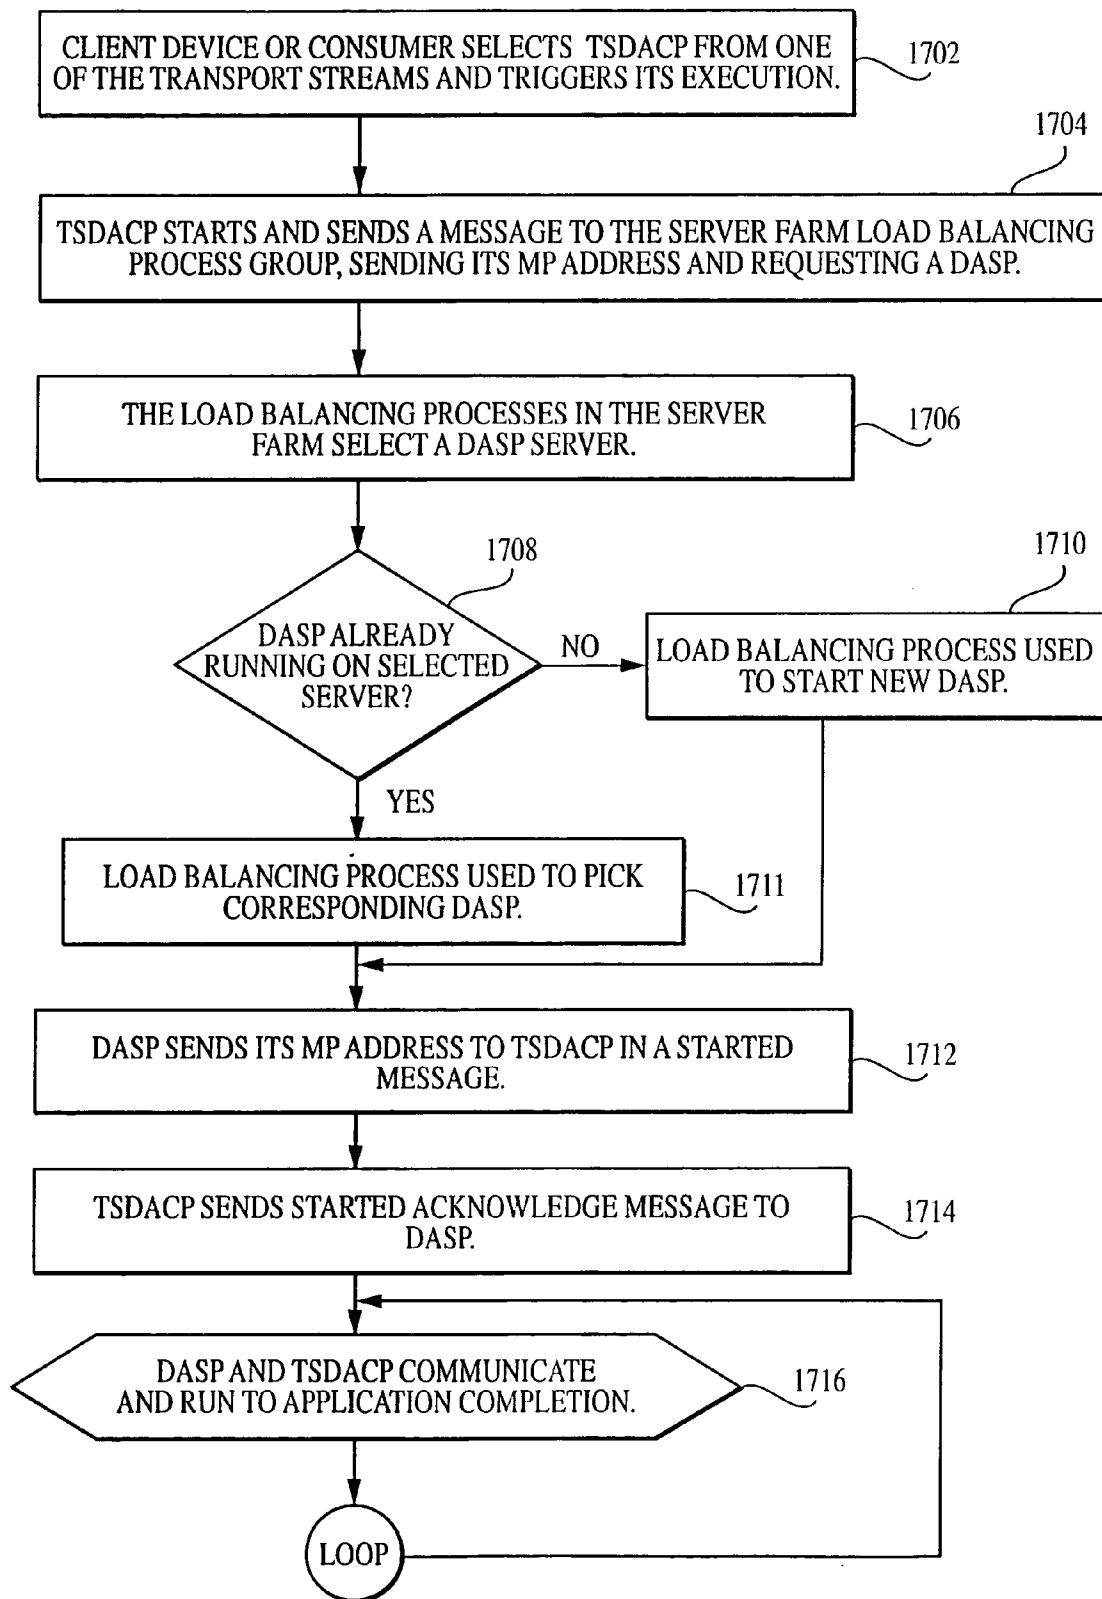 CLIENT DEVICE OR CONSUMER SELECTS TSDACP FROM ONE
OF THE TRANSPORT STREAMS AND TRIGGERS ITS EXECUTION.
1702
1704
TSDACP STARTS AND SENDS A MESSAGE TO THE SERVER FARM LOAD BALANCING
PROCESS GROUP, SENDING ITS MP ADDRESS AND REQUESTING A DASP.
THE LOAD BALANCING PROCESSES IN THE SERVER
FARM SELECT A DASP SERVER.
1706
1708
DASP ALREADY
RUNNING ON SELECTED
SERVER?
NO
1710
LOAD BALANCING PROCESS USED
TO START NEW DASP.
YES
LOAD BALANCING PROCESS USED TO PICK
CORRESPONDING DASP.
1711
DASP SENDS ITS MP ADDRESS TO TSDACP IN A STARTED
MESSAGE.
1712
TSDACP SENDS STARTED ACKNOWLEDGE MESSAGE TO
DASP.
1714
DASP AND TSDACP COMMUNICATE
AND RUN TO APPLICATION COMPLETION.
1716
LOOP